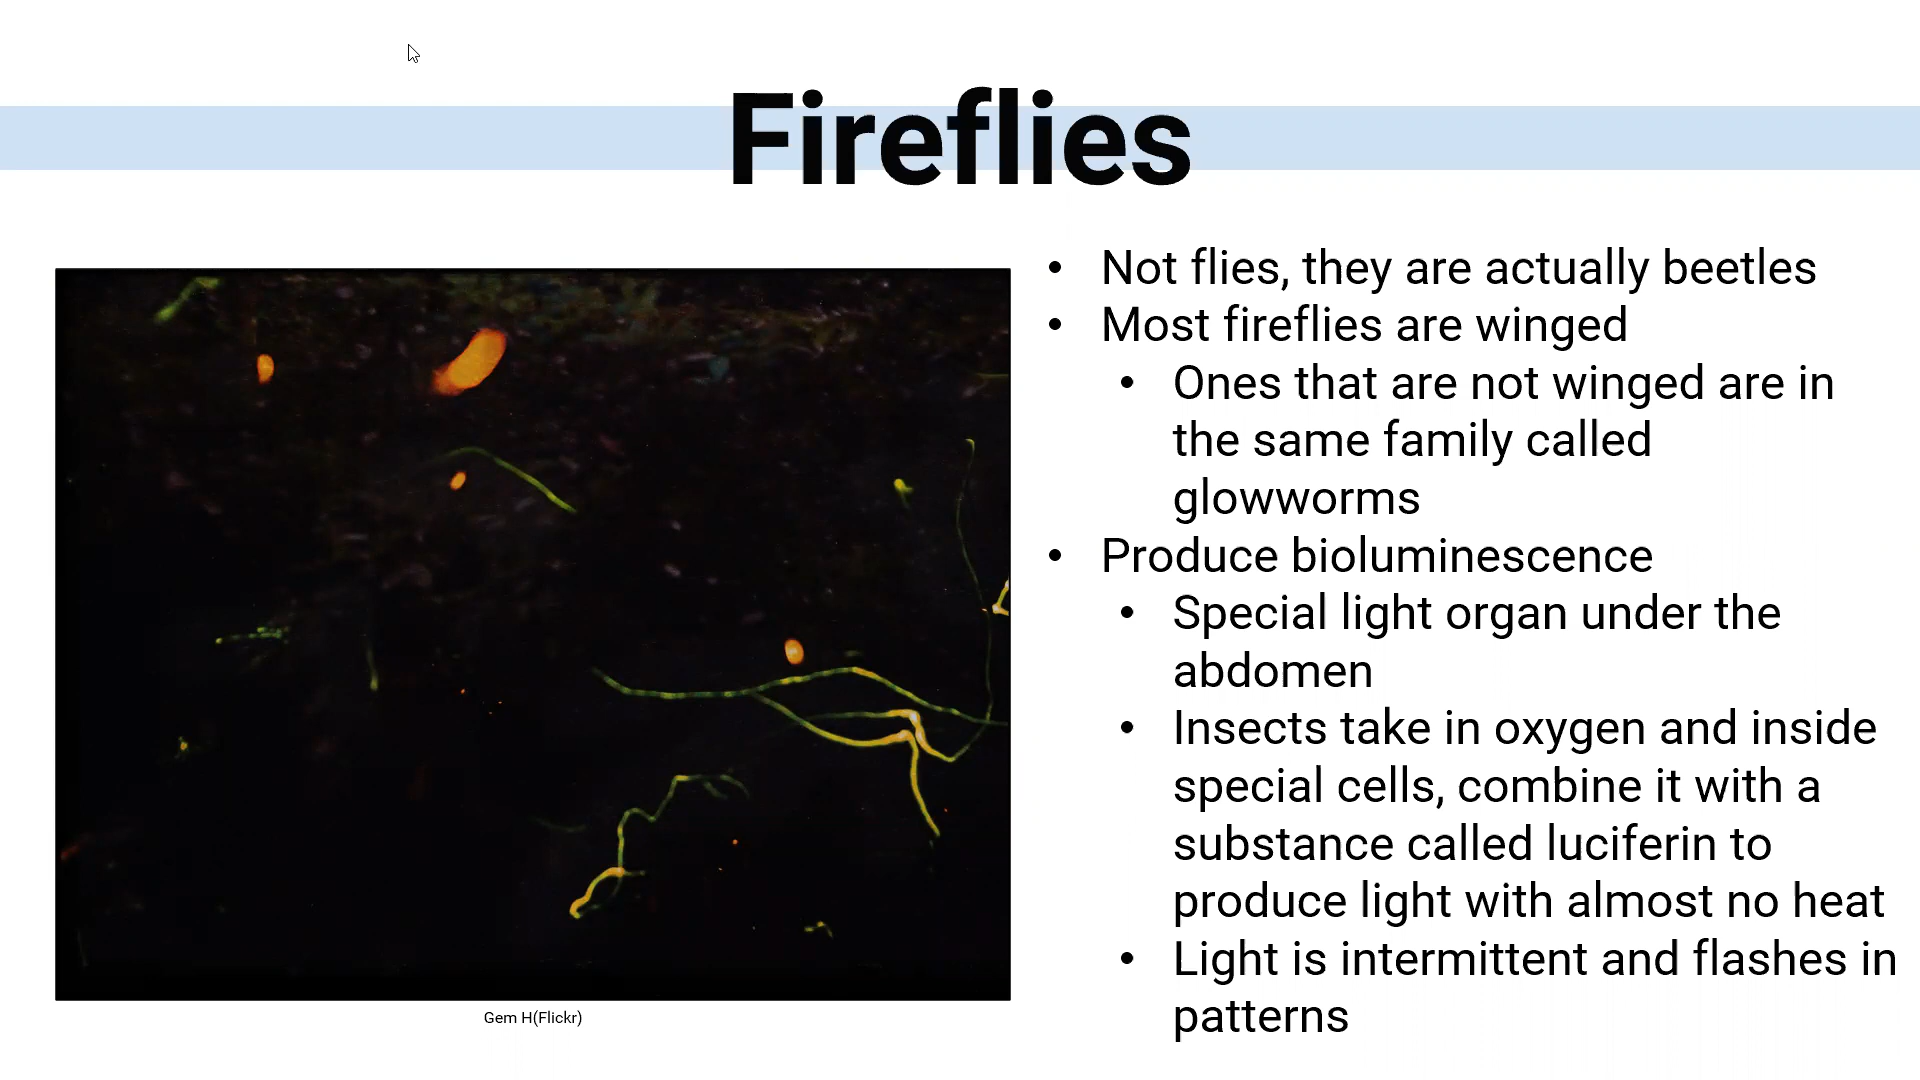 Fireflies
• Not flies, they are actually beetles
• Most fireflies are winged
• Ones that are not winged are in
the same family called
glowworms
• Produce bioluminescence
• Special light organ under the
abdomen
• Insects take in oxygen and inside
special cells, combine it with a
substance called luciferin to
produce light with almost no heat
• Light is intermittent and flashes in
patterns
Gem H(Flickr)